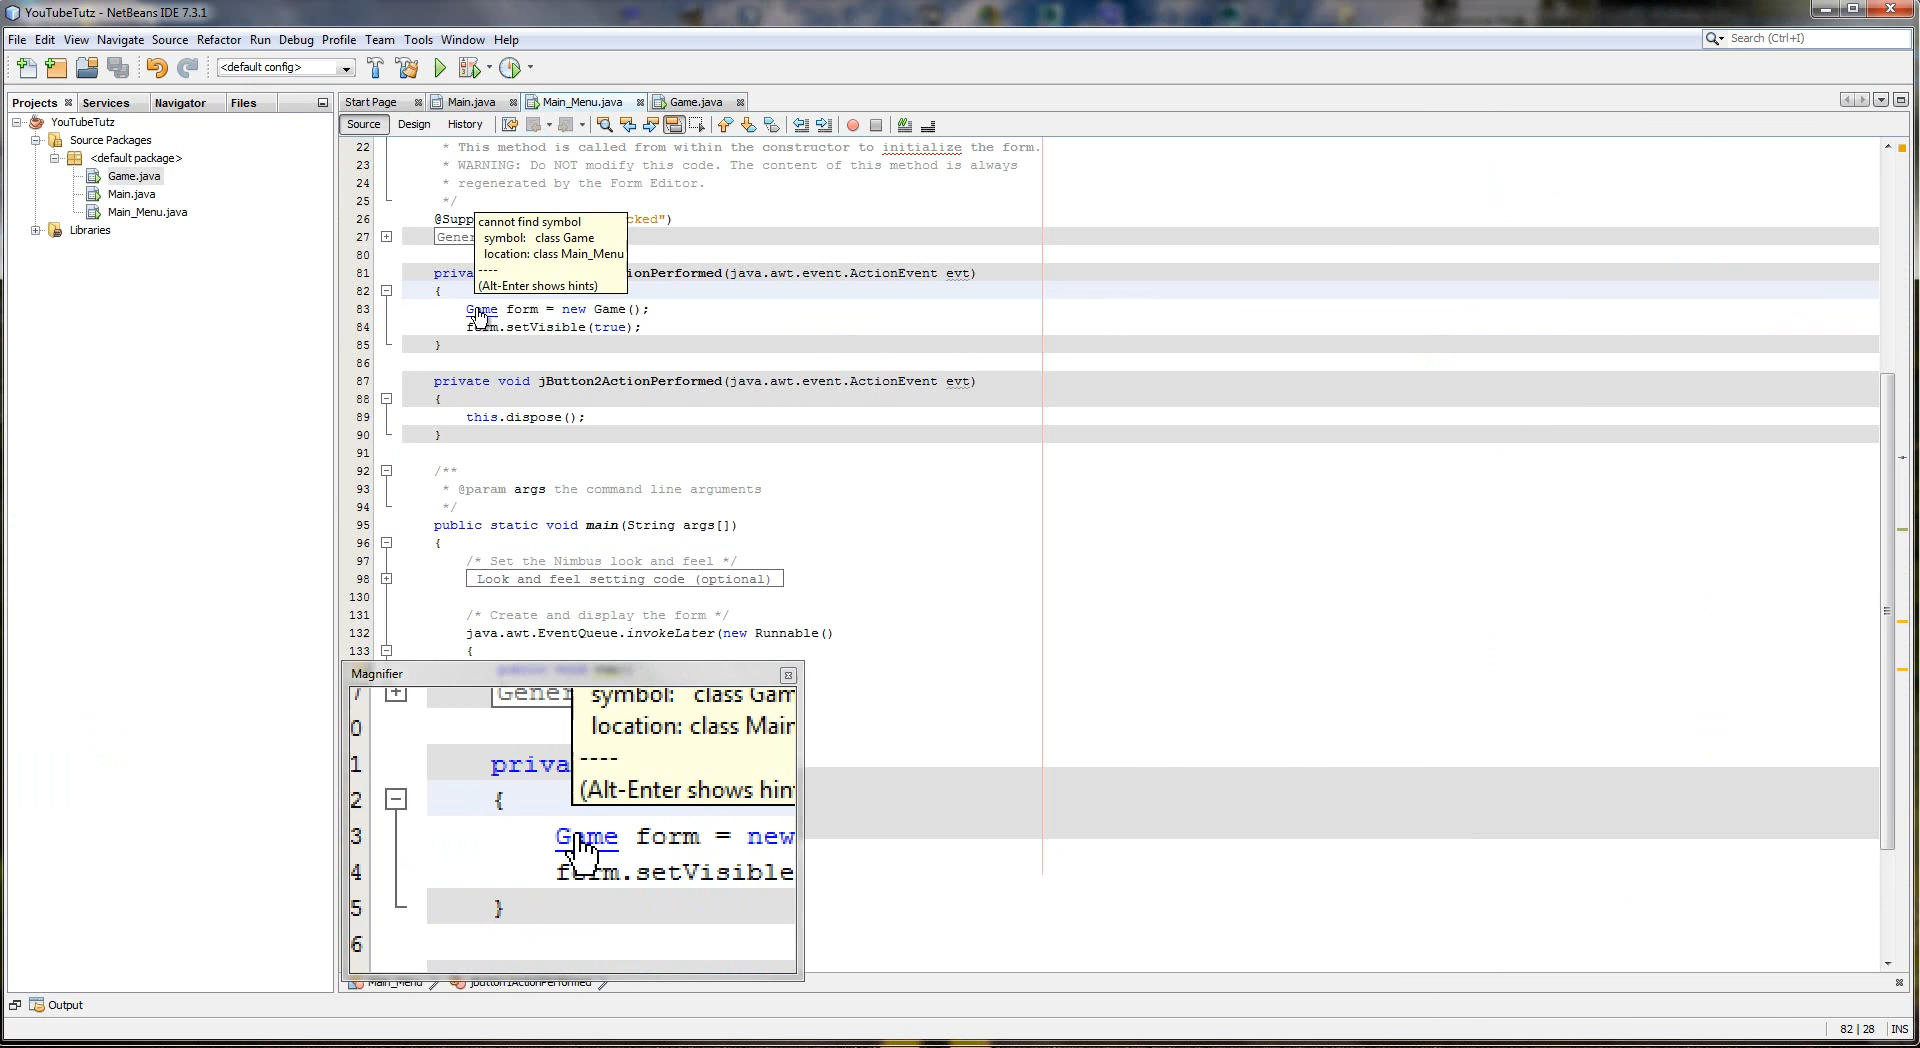 YouTubeTutz - NetBeans IDE 7.3.1
File Edit View Navigate Source Refactor Run Debug Profile Team Tools Window Help
Search (Ctrl+I)
<default config>
Projects Services Navigator Files
Start Page Main.java Main_Menu.java Game.java
Source Design History
YouTubeTutz
Source Packages
<default package>
Game.java
Main.java
Main_Menu.java
Libraries
22 * This method is called from within the constructor to initialize the form.
23 * WARNING: Do NOT modify this code. The content of this method is always
24 * regenerated by the Form Editor.
25 */
26 @Supp cked")
27 Gener
80
81 priva ionPerformed(java.awt.event.ActionEvent evt)
82 {
83 Game form = new Game();
84 form.setVisible(true);
85 }
86
87 private void jButton2ActionPerformed(java.awt.event.ActionEvent evt)
88 {
89 this.dispose();
90 }
91
92 /**
93 * @param args the command line arguments
94 */
95 public static void main(String args[])
96 {
97 /* Set the Nimbus look and feel */
98 Look and feel setting code (optional)
130
131 /* Create and display the form */
132 java.awt.EventQueue.invokeLater(new Runnable()
133 {
cannot find symbol
symbol: class Game
location: class Main_Menu
----
(Alt-Enter shows hints)
Magnifier
7 Gener symbol: class Gam
0 location: class Main
----
1 priva (Alt-Enter shows hin
2 {
3 Game form = new
4 form.setVisible
5 }
6
Main_Menu jButton1ActionPerformed
Output
82 | 28 INS